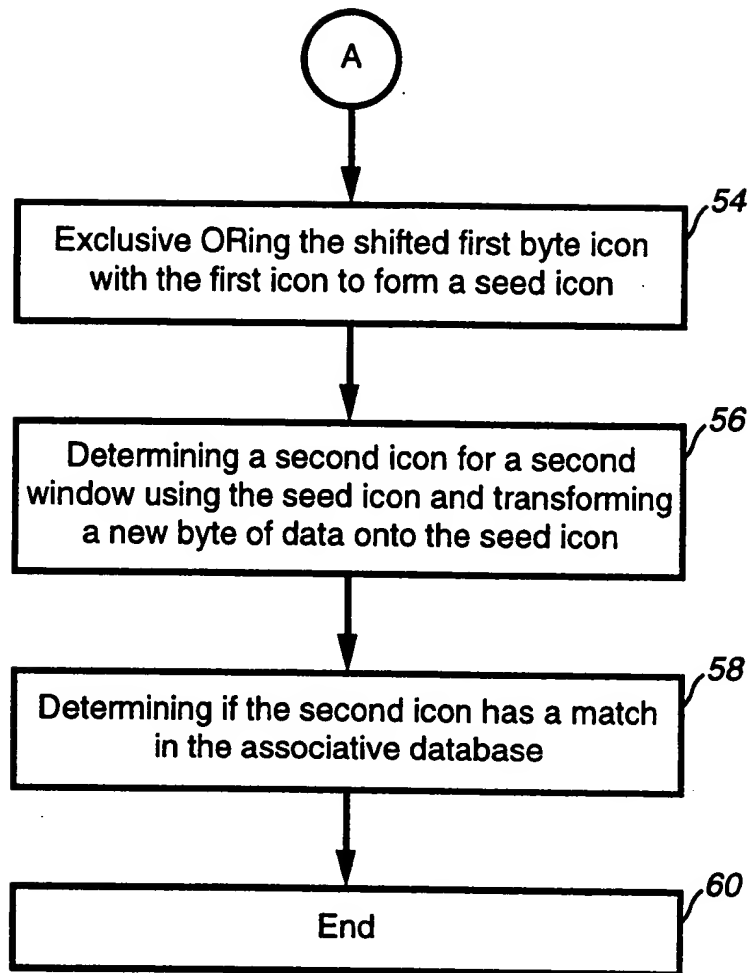 A
54
Exclusive ORing the shifted first byte icon
with the first icon to form a seed icon
56
Determining a second icon for a second
window using the seed icon and transforming
a new byte of data onto the seed icon
58
Determining if the second icon has a match
in the associative database
60
End